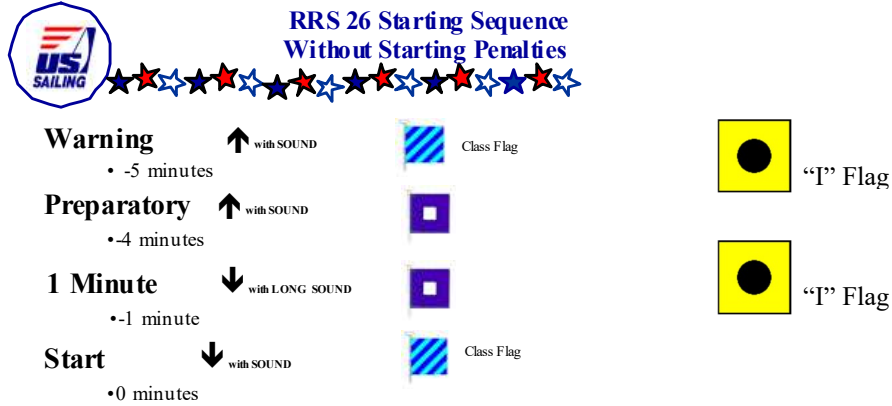 RRS 26 Starting Sequence
Without Starting Penalties
US
SAILING
Warning with SOUND Class Flag
• -5 minutes
"I" Flag
Preparatory with SOUND
•-4 minutes
1 Minute with LONG SOUND
"I" Flag
•-1 minute
Start with SOUND Class Flag
•0 minutes